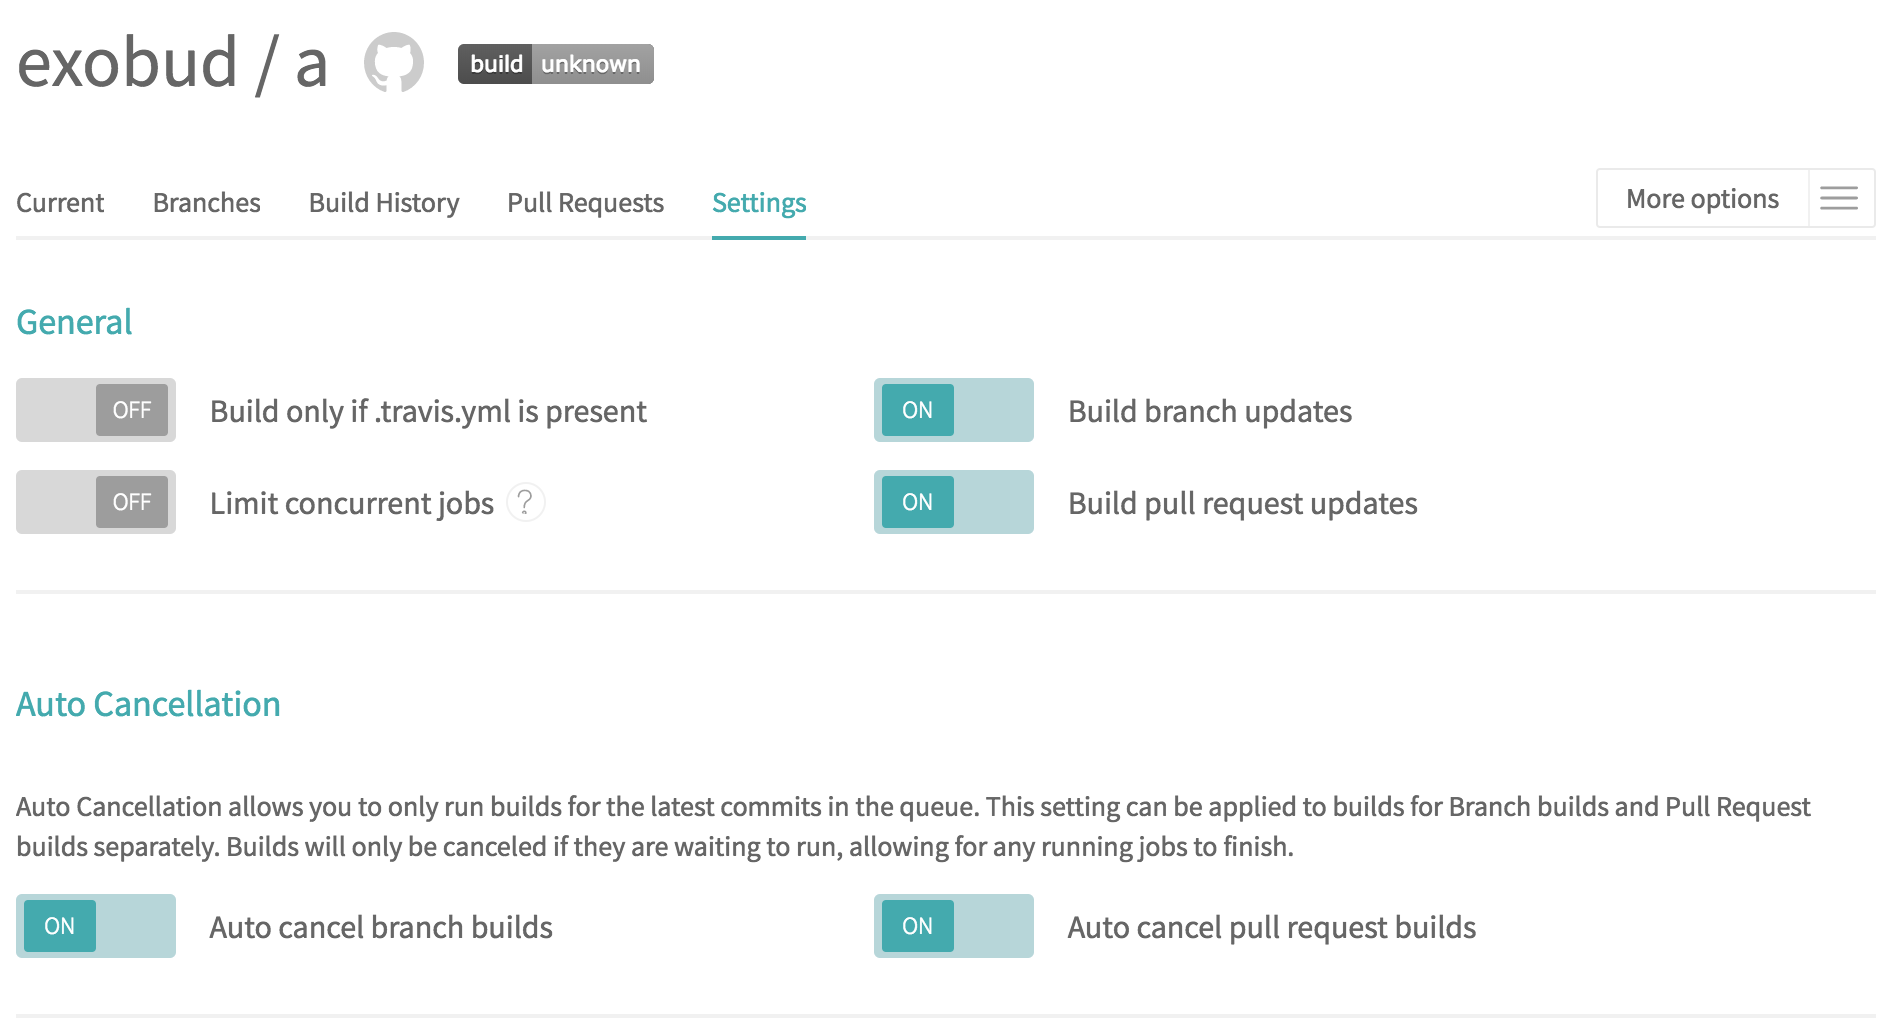 exobud / a
build unknown
Current Branches Build History Pull Requests Settings More options
General
OFF Build only if .travis.yml is present ON Build branch updates
OFF Limit concurrent jobs ? ON Build pull request updates
Auto Cancellation
Auto Cancellation allows you to only run builds for the latest commits in the queue. This setting can be applied to builds for Branch builds and Pull Request
builds separately. Builds will only be canceled if they are waiting to run, allowing for any running jobs to finish.
ON Auto cancel branch builds ON Auto cancel pull request builds